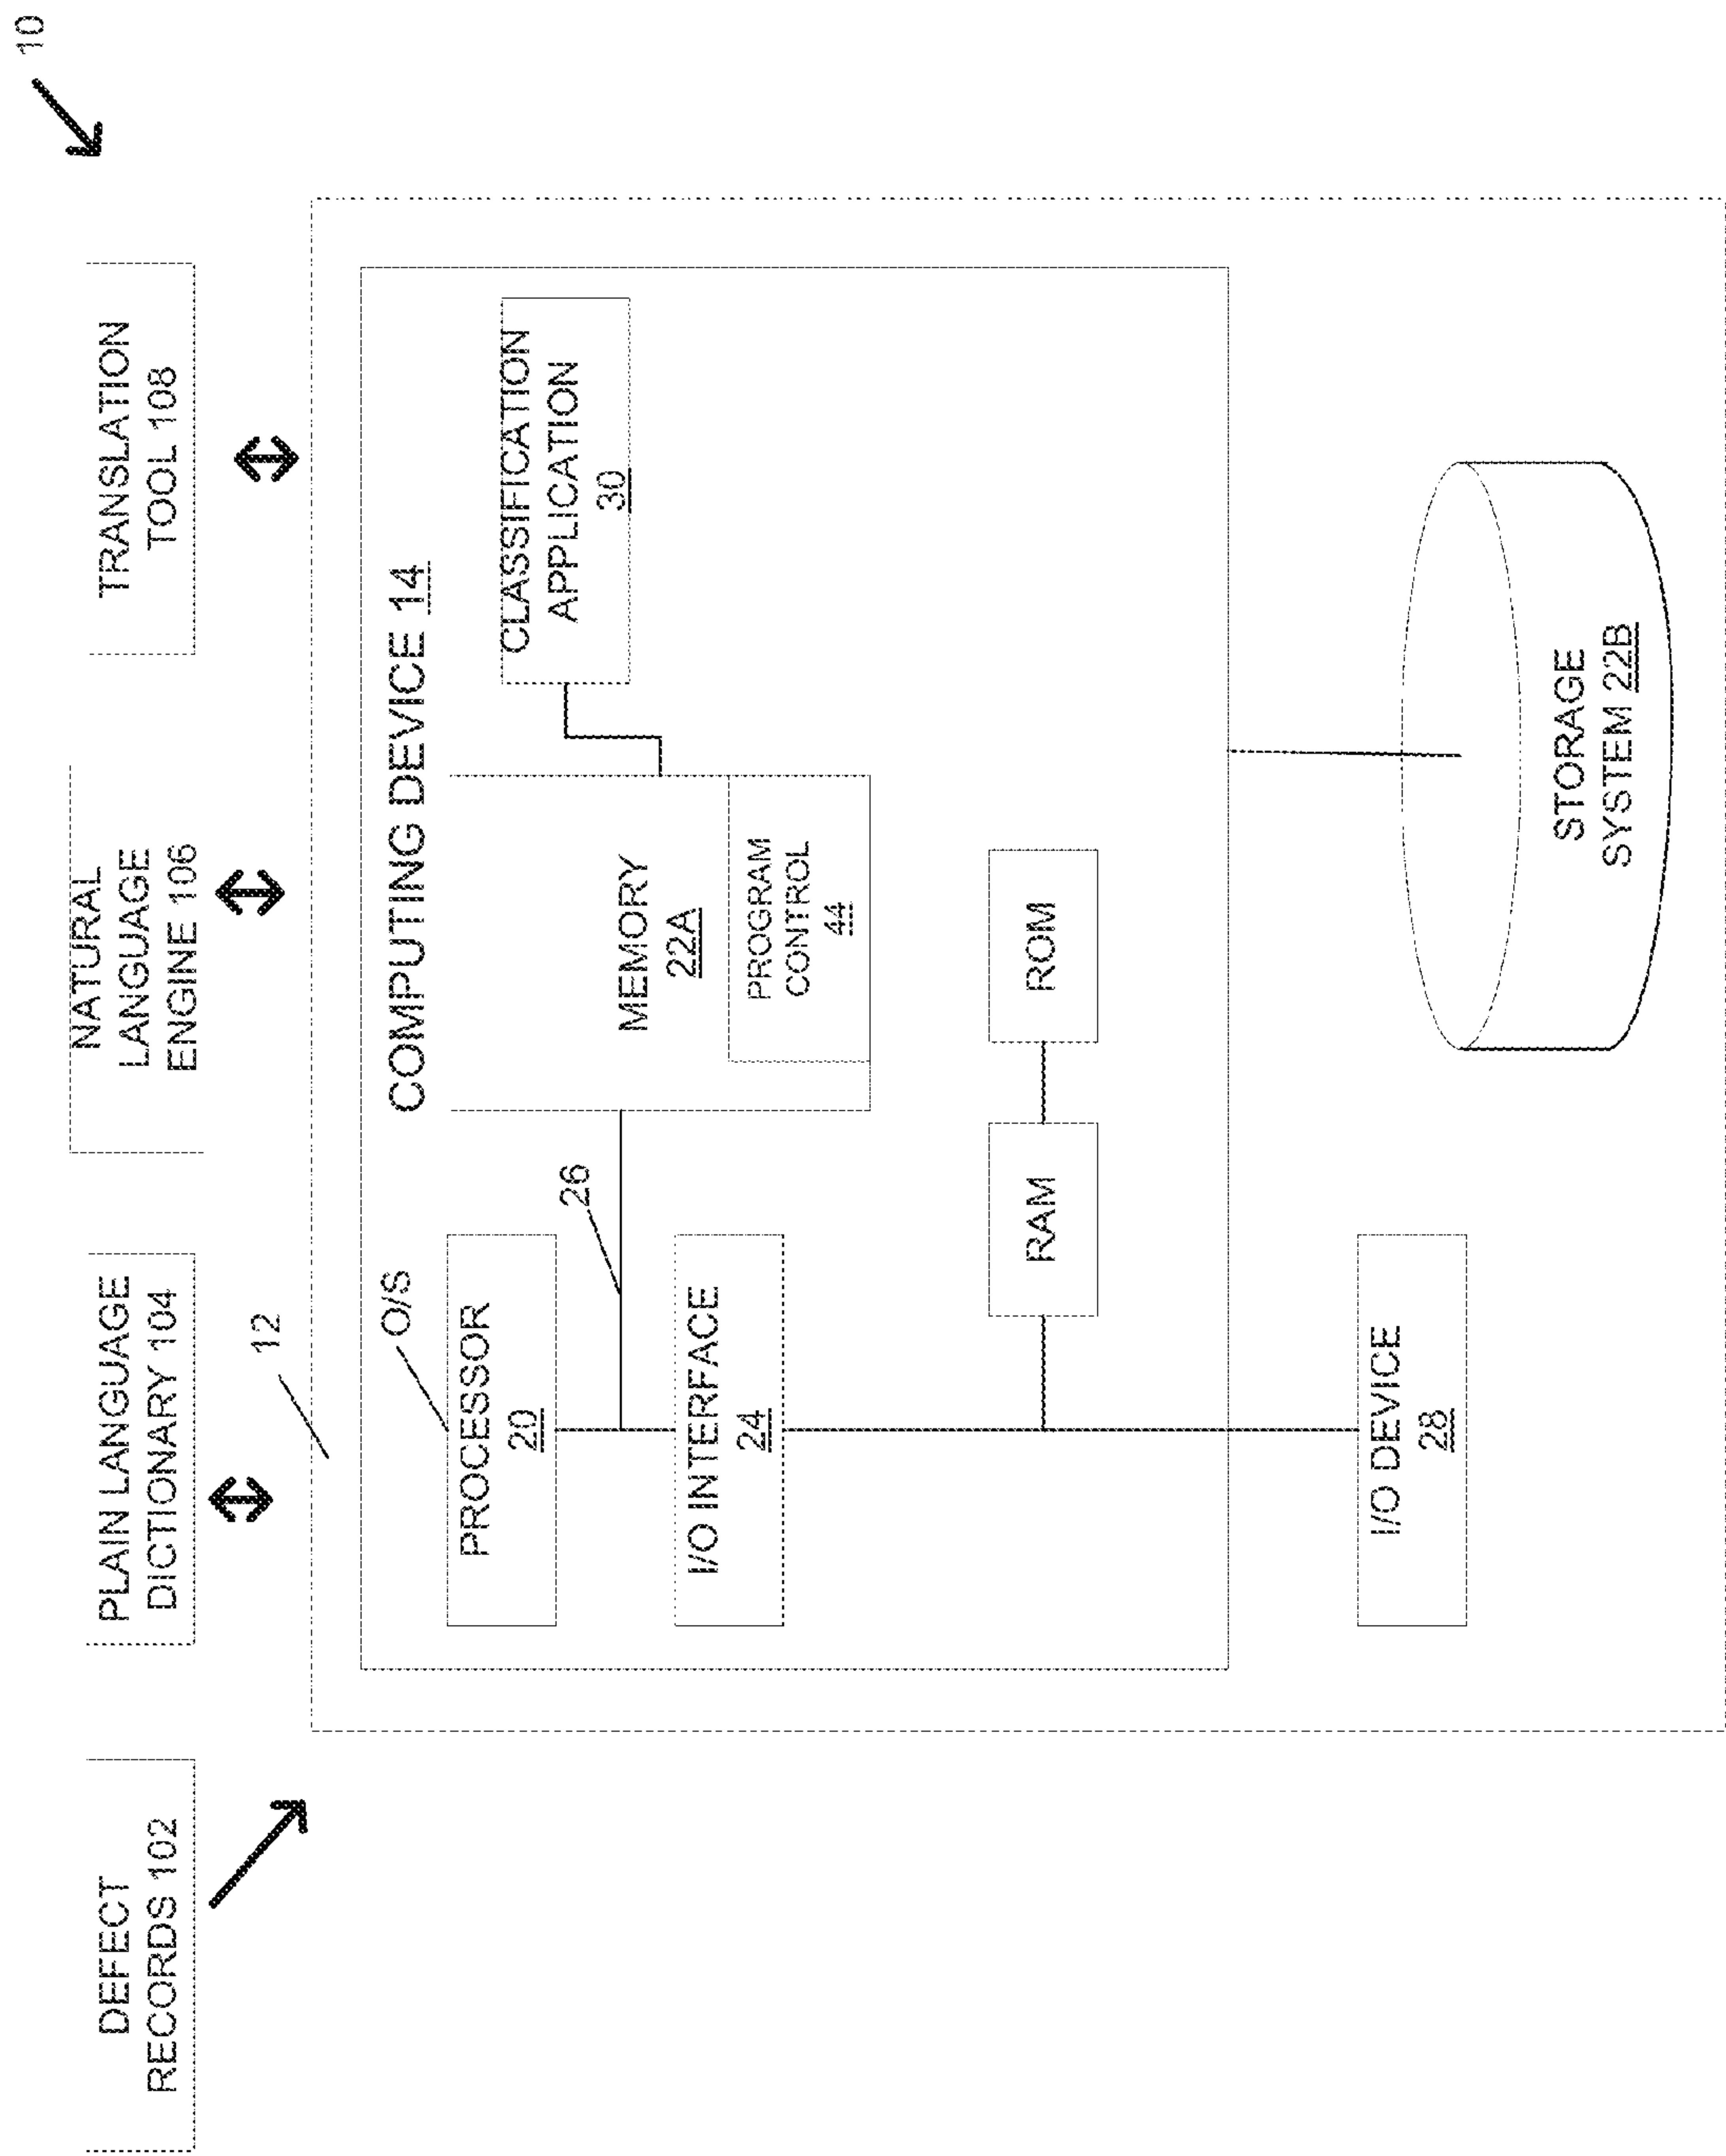 10
DEFECT
RECORDS 102
PLAIN LANGUAGE
DICTIONARY 104
NATURAL
LANGUAGE
ENGINE 106
TRANSLATION
TOOL 108
12
COMPUTING DEVICE 14
O/S
PROCESSOR
20
26
I/O INTERFACE
24
MEMORY
22A
PROGRAM
CONTROL
44
CLASSIFICATION
APPLICATION
30
RAM
ROM
I/O DEVICE
28
STORAGE
SYSTEM 22B